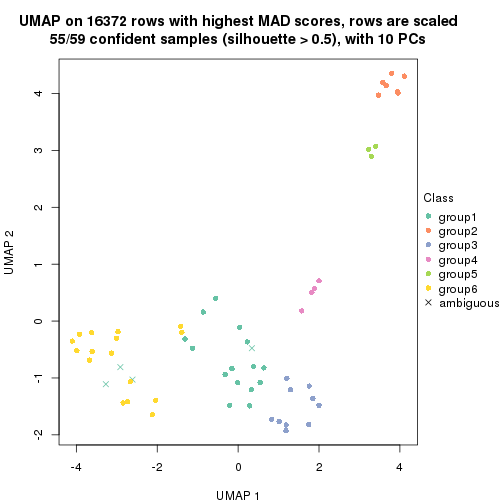 UMAP on 16372 rows with highest MAD scores, rows are scaled
55/59 confident samples (silhouette > 0.5), with 10 PCs
UMAP 2
4
3
2
1
0
-1
-2
-4
-2
0
2
4
UMAP 1
Class
group1
group2
group3
group4
group5
group6
ambiguous